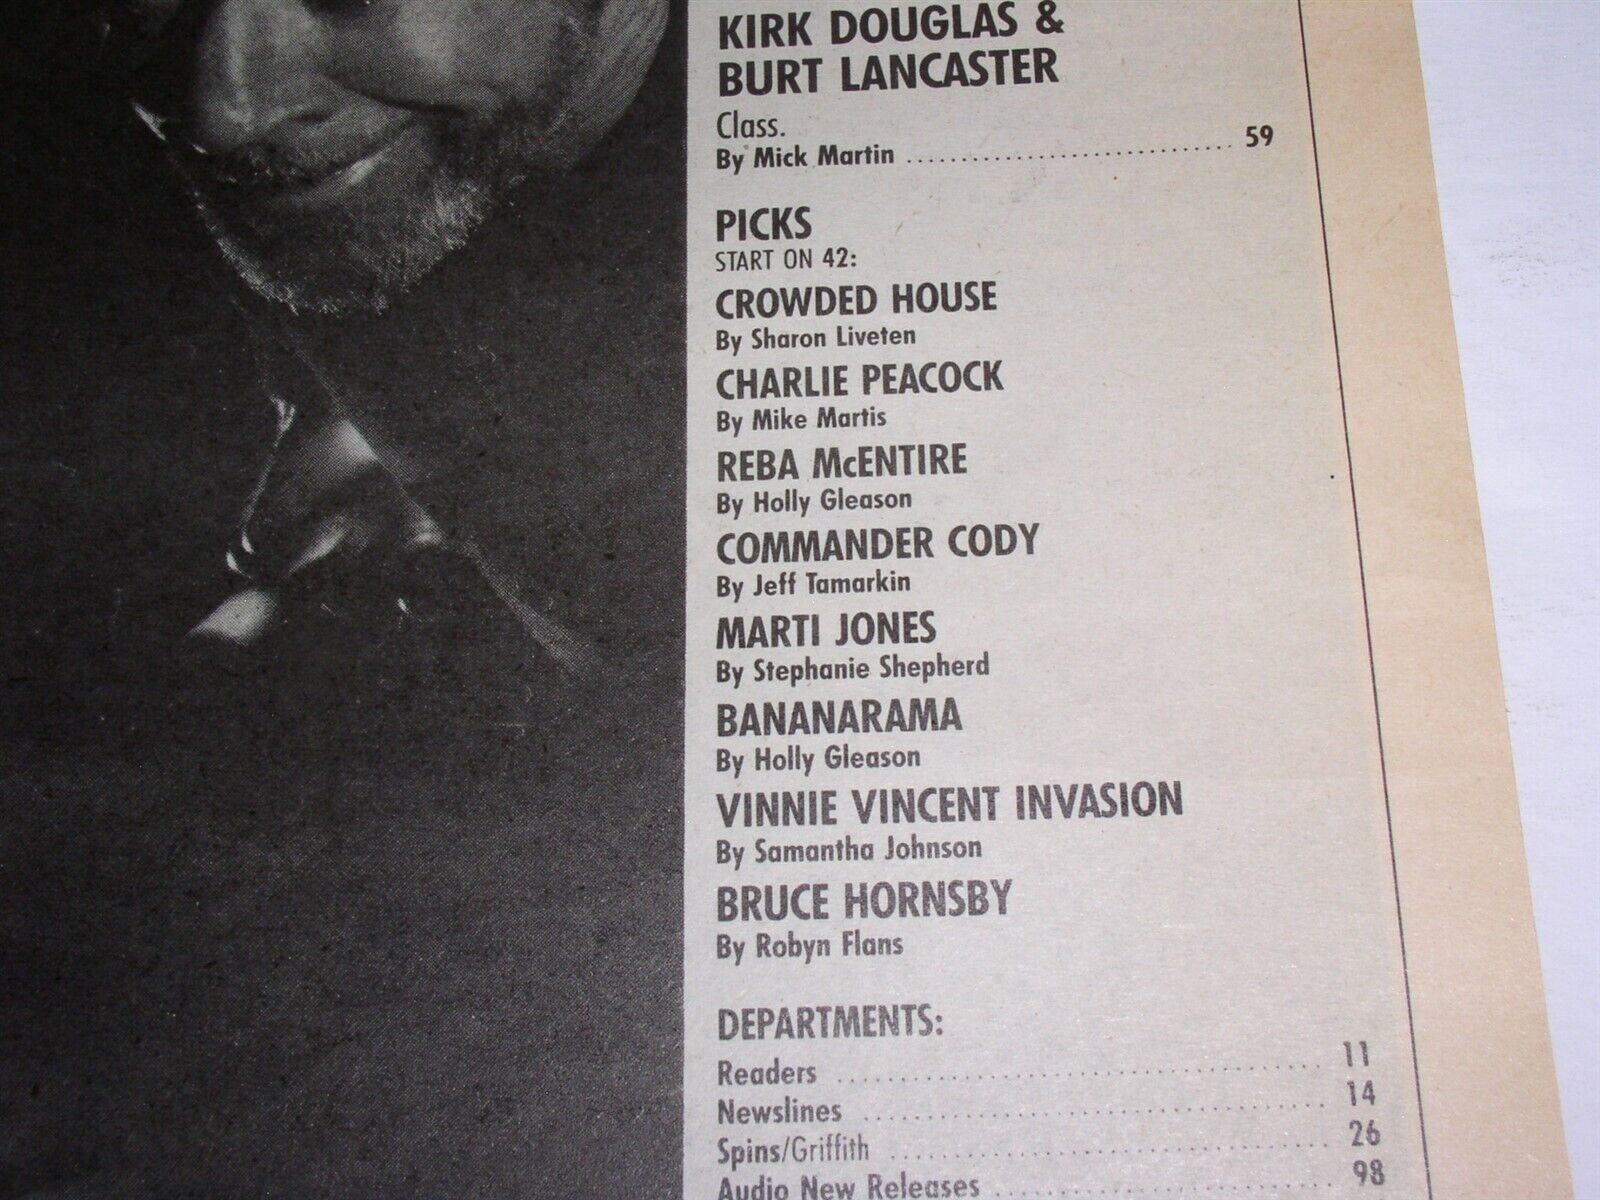 KIRK DOUGLAS &
BURT LANCASTER
Class.
By Mick Martin .............................. 59
PICKS
START ON 42:
CROWDED HOUSE
By Sharon Liveten
CHARLIE PEACOCK
By Mike Martis
REBA McENTIRE
By Holly Gleason
COMMANDER CODY
By Jeff Tamarkin
MARTI JONES
By Stephanie Shepherd
BANANARAMA
By Holly Gleason
VINNIE VINCENT INVASION
By Samantha Johnson
BRUCE HORNSBY
By Robyn Flans
DEPARTMENTS:
Readers .............................. 11
Newslines .............................. 14
Spins/Griffith .............................. 26
Audio New Releases .............................. 98